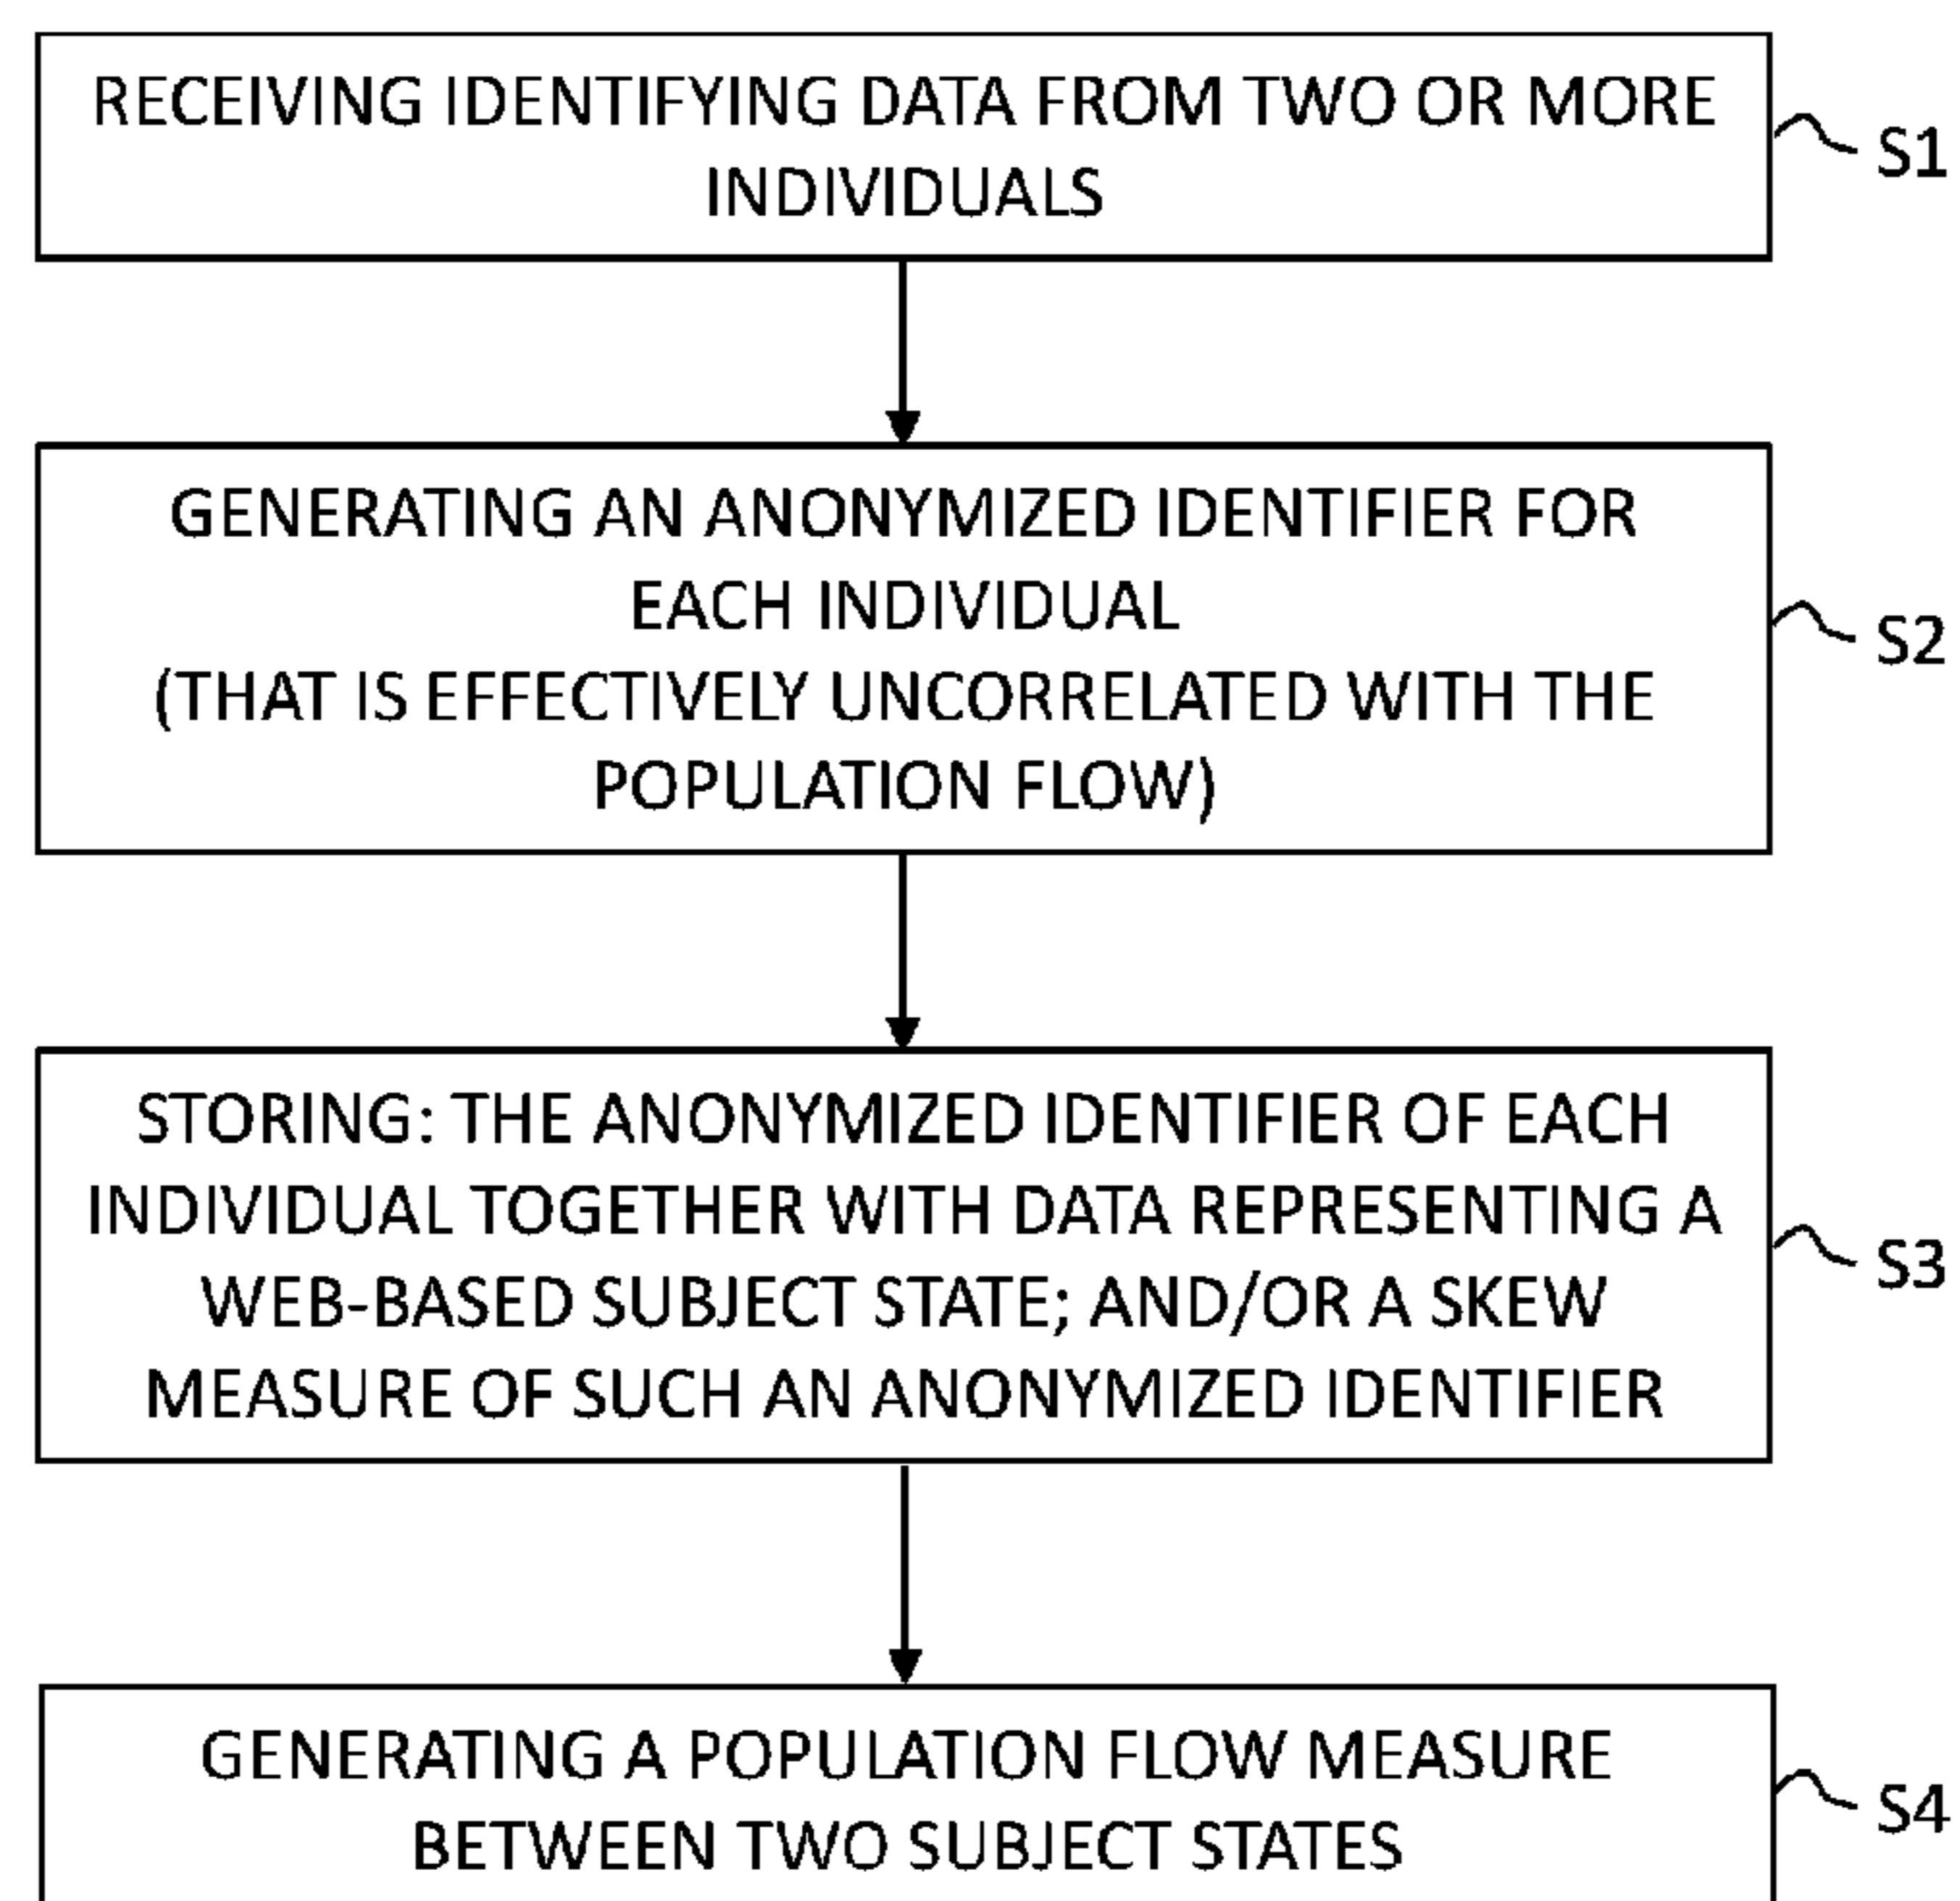 RECEIVING IDENTIFYING DATA FROM TWO OR MORE
INDIVIDUALS
S1
GENERATING AN ANONYMIZED IDENTIFIER FOR
EACH INDIVIDUAL
(THAT IS EFFECTIVELY UNCORRELATED WITH THE
POPULATION FLOW)
S2
STORING: THE ANONYMIZED IDENTIFIER OF EACH
INDIVIDUAL TOGETHER WITH DATA REPRESENTING A
WEB-BASED SUBJECT STATE; AND/OR A SKEW
MEASURE OF SUCH AN ANONYMIZED IDENTIFIER
S3
GENERATING A POPULATION FLOW MEASURE
BETWEEN TWO SUBJECT STATES
S4